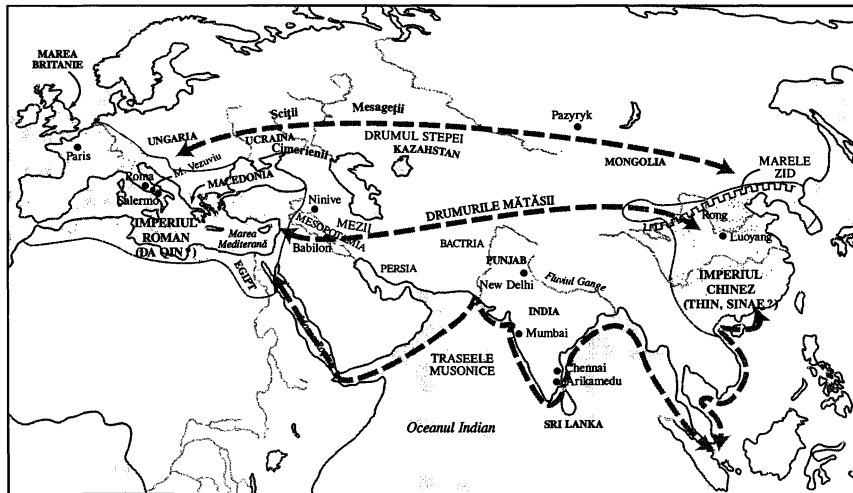 MAREA
BRITANIE
Paris
UNGARIA
Sciţii
Mesageţii
UCRAINA
Cimerienii
DRUMUL STEPEI
KAZAHSTAN
Pazyryk
MONGOLIA
MARELE
ZID
Roma
Salermo
M. Vezuviu
MACEDONIA
IMPERIUL
ROMAN
(DA QIN?)
Marea
Mediterană
EGIPT
Ninive
MEZII
MESOPOTAMIA
Babilon
PERSIA
DRUMURILE MĂTĂSII
BACTRIA
PUNJAB
New Delhi
Fluviul Gange
INDIA
Mumbai
Chennai
Arikamedu
SRI LANKA
TRASEELE
MUSONICE
Oceanul Indian
Rong
Luoyang
IMPERIUL
CHINEZ
(THIN, SINAE?)